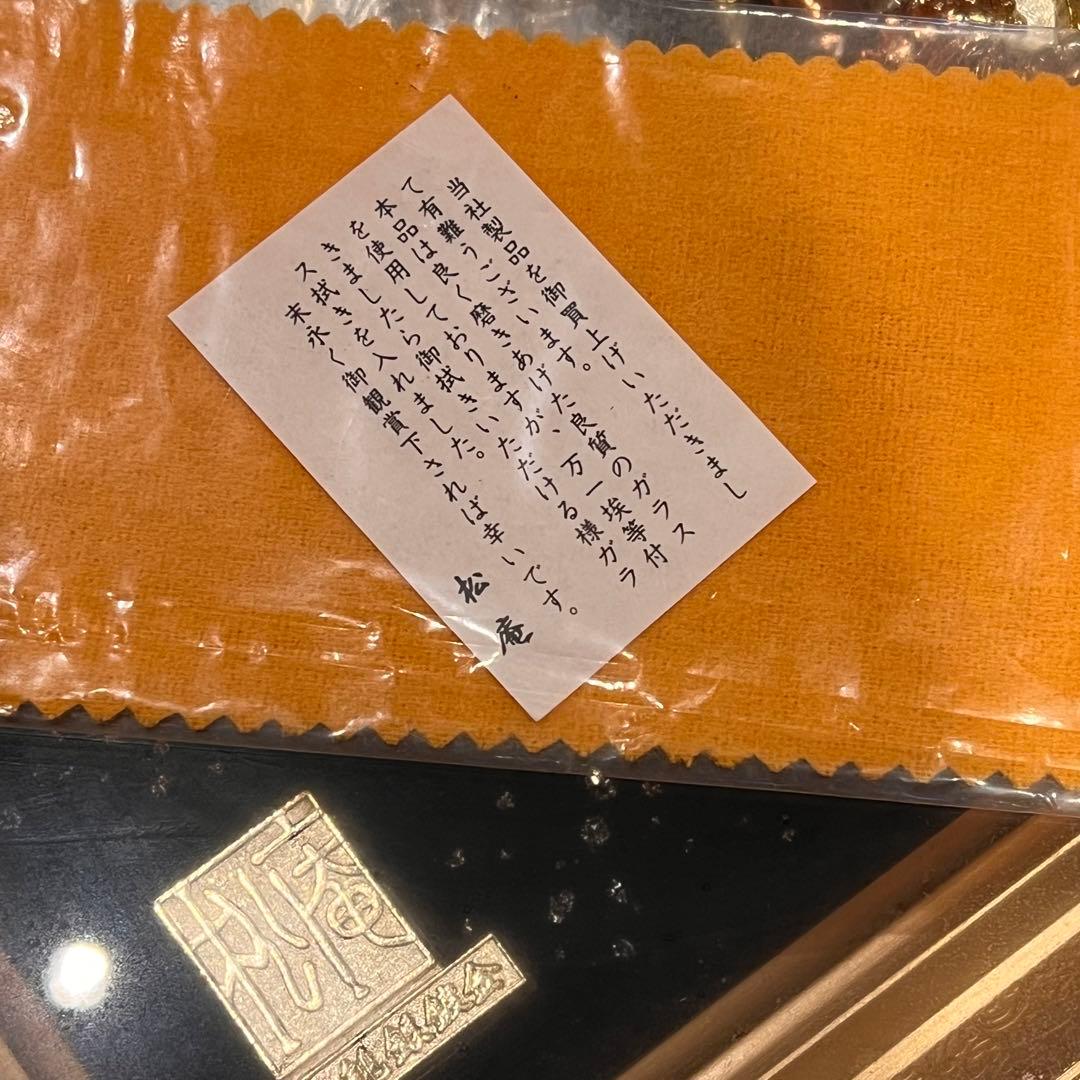 当社製品を御買上げいただきまし
て有難うございます。
本品は良く磨きあげた良質のガラス
を使用しておりますが、万一埃等付
きましたら御拭きいただける様ガラ
ス拭きを入れました。
末永く御観賞下されば幸いです。
松庵
松庵